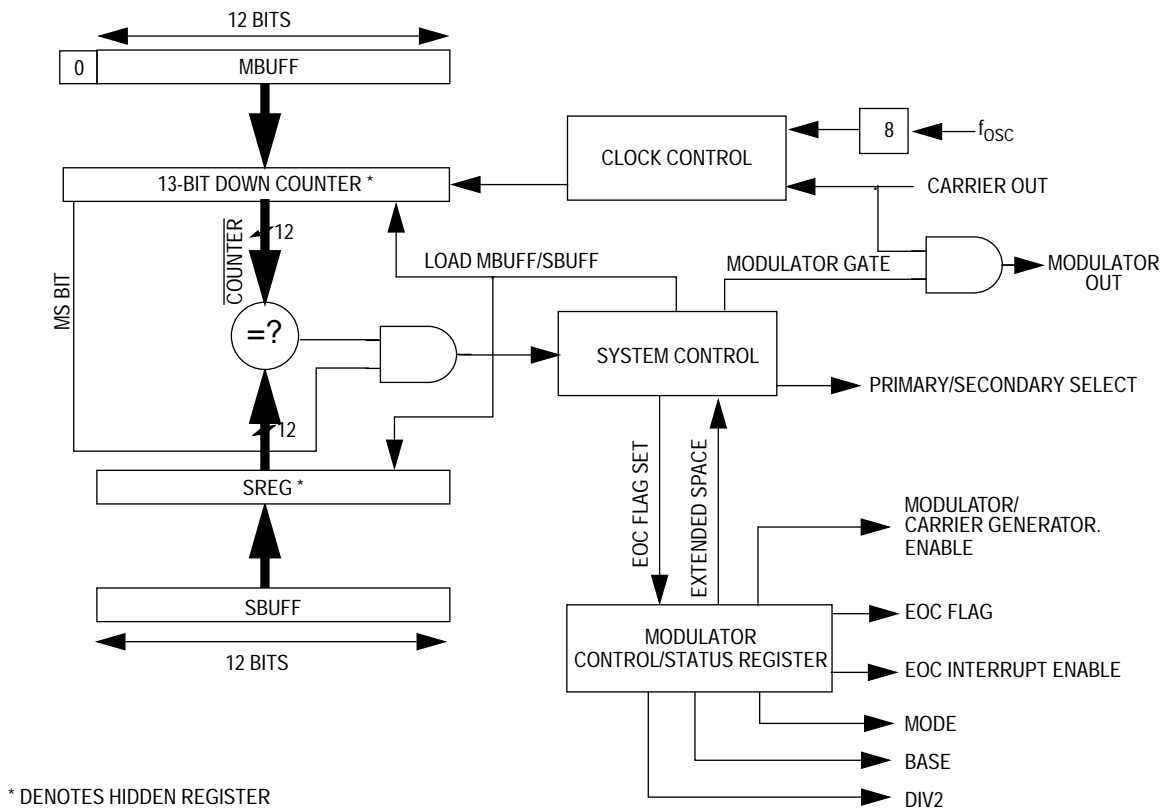 12 BITS
0
MBUFF
8
fOSC
CLOCK CONTROL
13-BIT DOWN COUNTER *
CARRIER OUT
12
COUNTER
LOAD MBUFF/SBUFF
MODULATOR GATE
MODULATOR
OUT
MS BIT
=?
SYSTEM CONTROL
PRIMARY/SECONDARY SELECT
12
SREG *
EOC FLAG SET
EXTENDED SPACE
MODULATOR/
CARRIER GENERATOR.
ENABLE
SBUFF
12 BITS
MODULATOR
CONTROL/STATUS REGISTER
EOC FLAG
EOC INTERRUPT ENABLE
MODE
BASE
DIV2
* DENOTES HIDDEN REGISTER